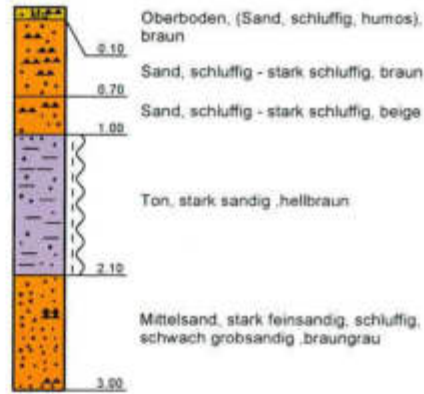 Oberboden, (Sand, schluffig, humos),
braun
0.10
Sand, schluffig - stark schluffig, braun
0.70
Sand, schluffig - stark schluffig, beige
1.00
Ton, stark sandig ,hellbraun
2.10
Mittelsand, stark feinsandig, schluffig,
schwach grobsandig ,braungrau
3.00